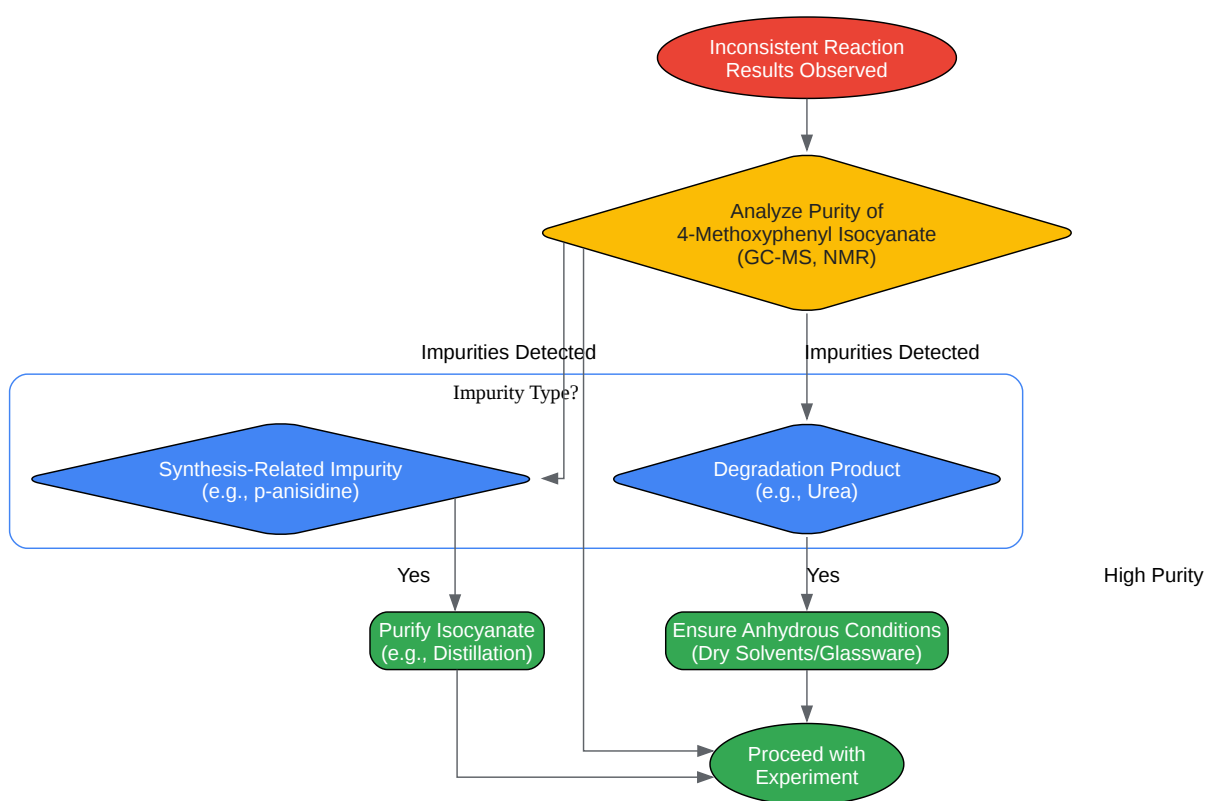 Inconsistent Reaction
Results Observed
Analyze Purity of
4-Methoxyphenyl Isocyanate
(GC-MS, NMR)
Impurities Detected
Impurities Detected
Impurity Type?
Synthesis-Related Impurity
(e.g., p-anisidine)
Degradation Product
(e.g., Urea)
Yes
Yes
High Purity
Purify Isocyanate
(e.g., Distillation)
Ensure Anhydrous Conditions
(Dry Solvents/Glassware)
Proceed with
Experiment